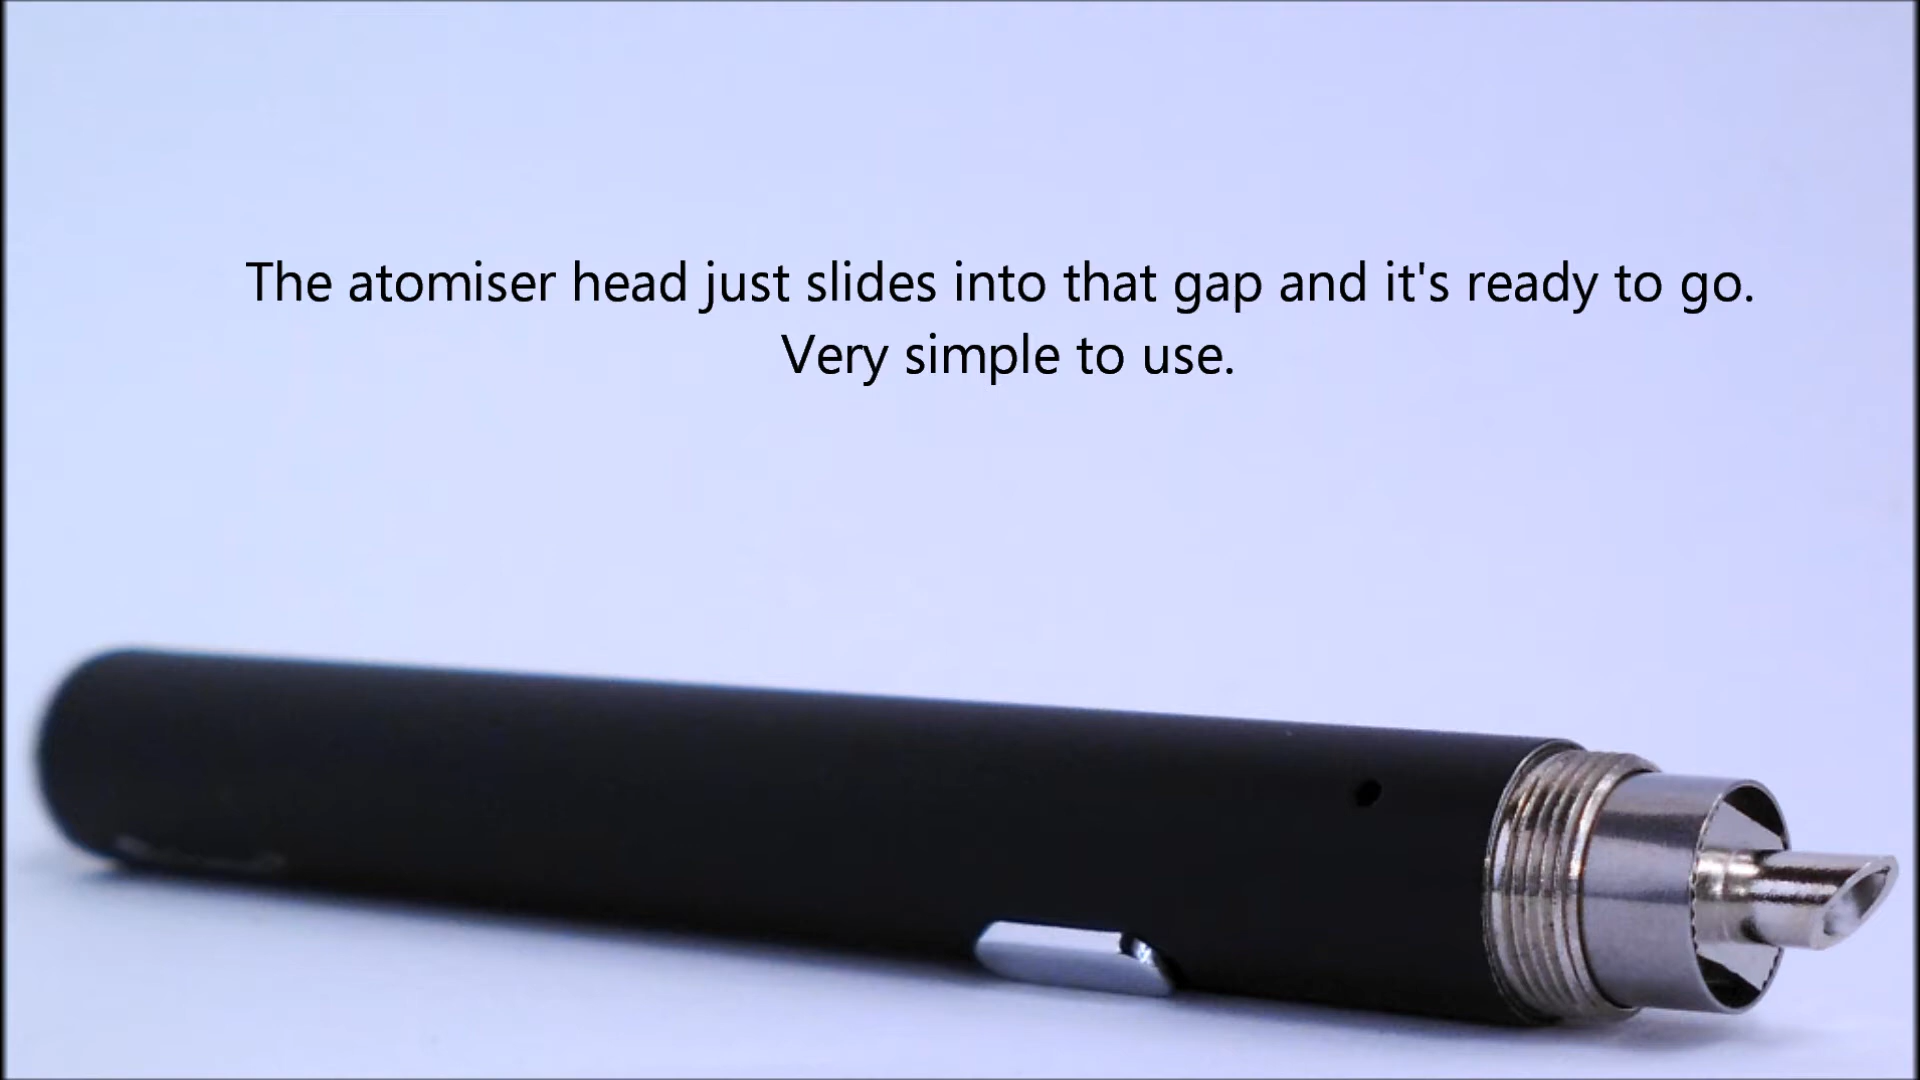 The atomiser head just slides into that gap and it's ready to go.
Very simple to use.